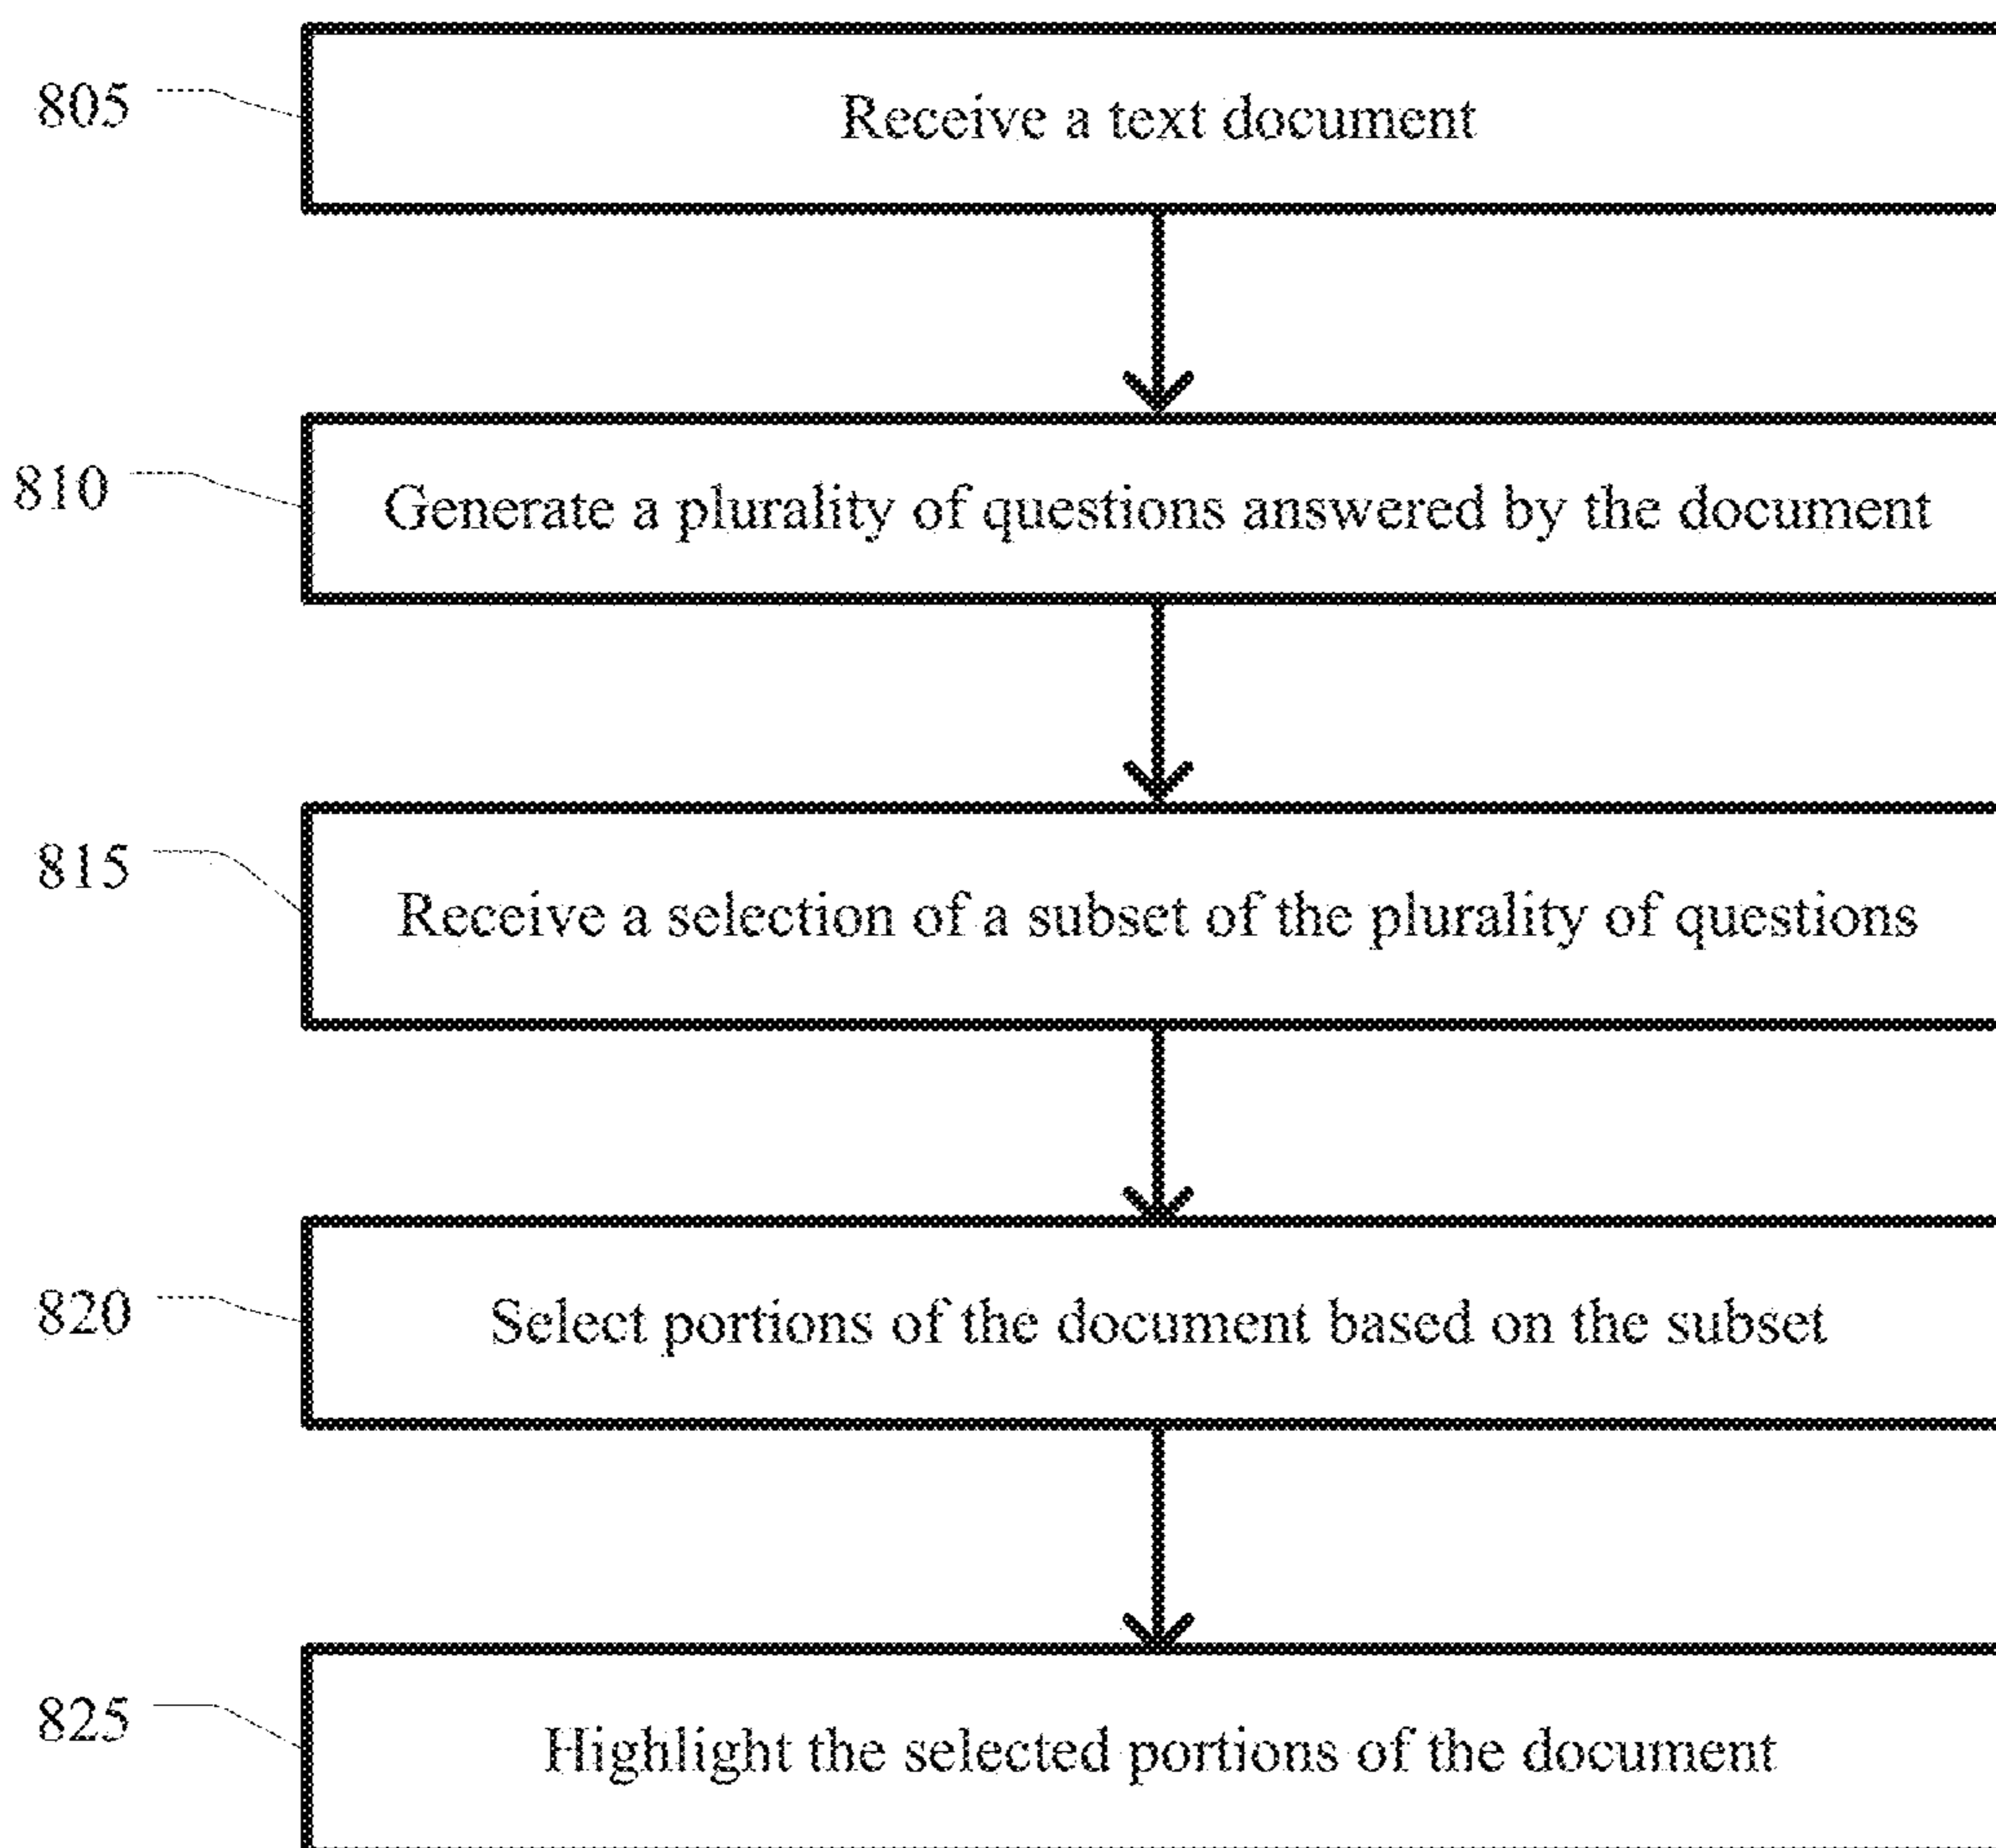 805
Receive a text document
810
Generate a plurality of questions answered by the document
815
Receive a selection of a subset of the plurality of questions
820
Select portions of the document based on the subset
825
Highlight the selected portions of the document